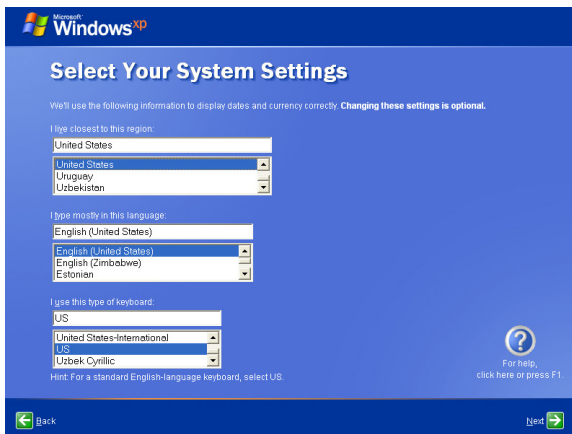 Microsoft
Windows xp
Select Your System Settings
We'll use the following information to display dates and currency correctly. Changing these settings is optional.
I live closest to this region:
United States
United States
Uruguay
Uzbekistan
I type mostly in this language:
English (United States)
English (United States)
English (Zimbabwe)
Estonian
I use this type of keyboard:
US
United States-International
US
Uzbek Cyrillic
Hint: For a standard English-language keyboard, select US.
?
For help,
click here or press F1.
Back
Next